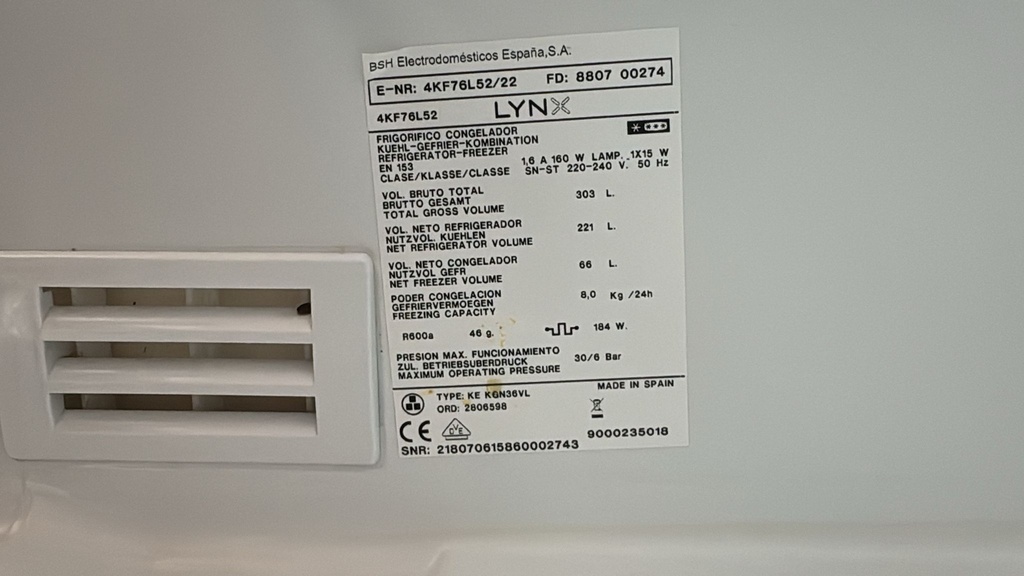 BSH Electrodomésticos España,S.A.
E-NR: 4KF76L52/22 FD: 8807 00274
4KF76L52 LYNX
FRIGORIFICO CONGELADOR
KUEHL-GEFRIER-KOMBINATION
REFRIGERATOR-FREEZER
EN 153 1,6 A 160 W LAMP. 1X15 W
CLASE/KLASSE/CLASSE SN-ST 220-240 V. 50 Hz
VOL. BRUTO TOTAL
BRUTTO GESAMT 303 L.
TOTAL GROSS VOLUME
VOL. NETO REFRIGERADOR
NUTZVOL. KUEHLEN 221 L.
NET REFRIGERATOR VOLUME
VOL. NETO CONGELADOR
NUTZVOL GEFR 66 L.
NET FREEZER VOLUME
PODER CONGELACION 8,0 Kg /24h
GEFRIERVERMOEGEN
FREEZING CAPACITY
R600a 46 g. 184 W.
PRESION MAX. FUNCIONAMIENTO
ZUL. BETRIEBSUBERDRUCK 30/6 Bar
MAXIMUM OPERATING PRESSURE
MADE IN SPAIN
TYPE: KE KGN36VL
ORD: 2806598
CE DVE 9000235018
SNR: 218070615860002743